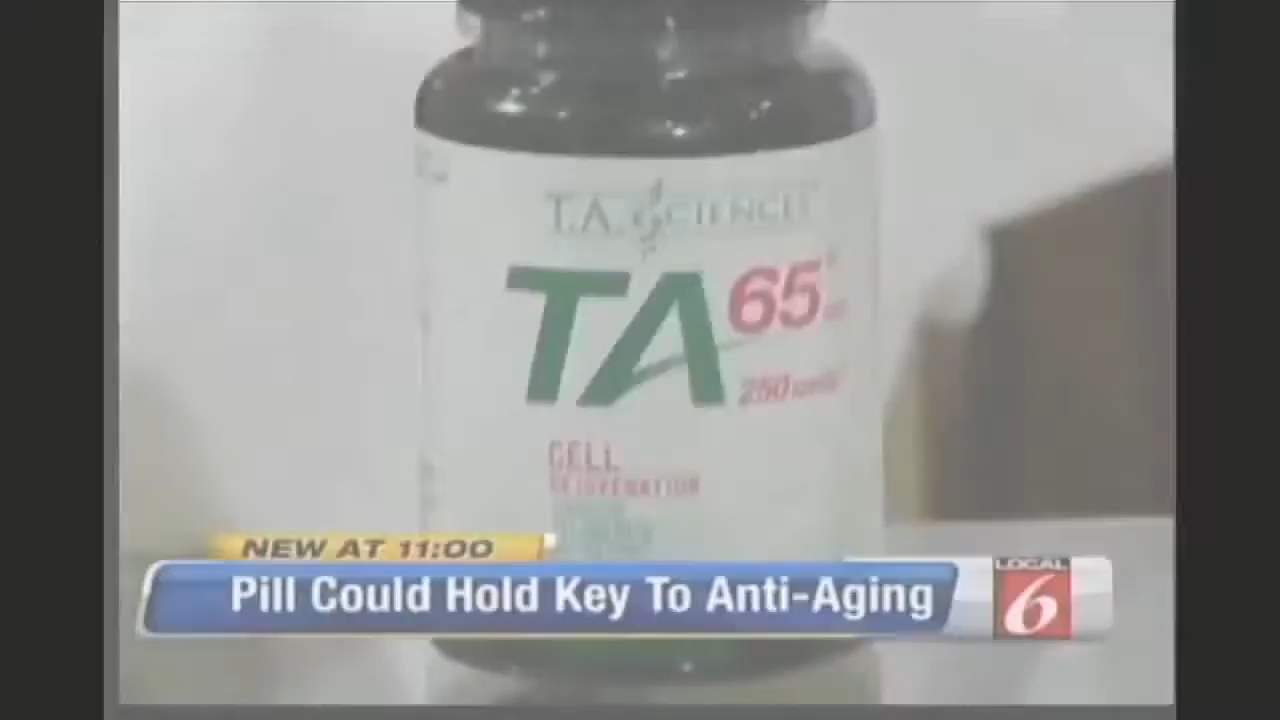 T.A. SCIENCES
TA 65
250 units
CELL
REJUVENATION
NEW AT 11:00
Pill Could Hold Key To Anti-Aging
LOCAL
6